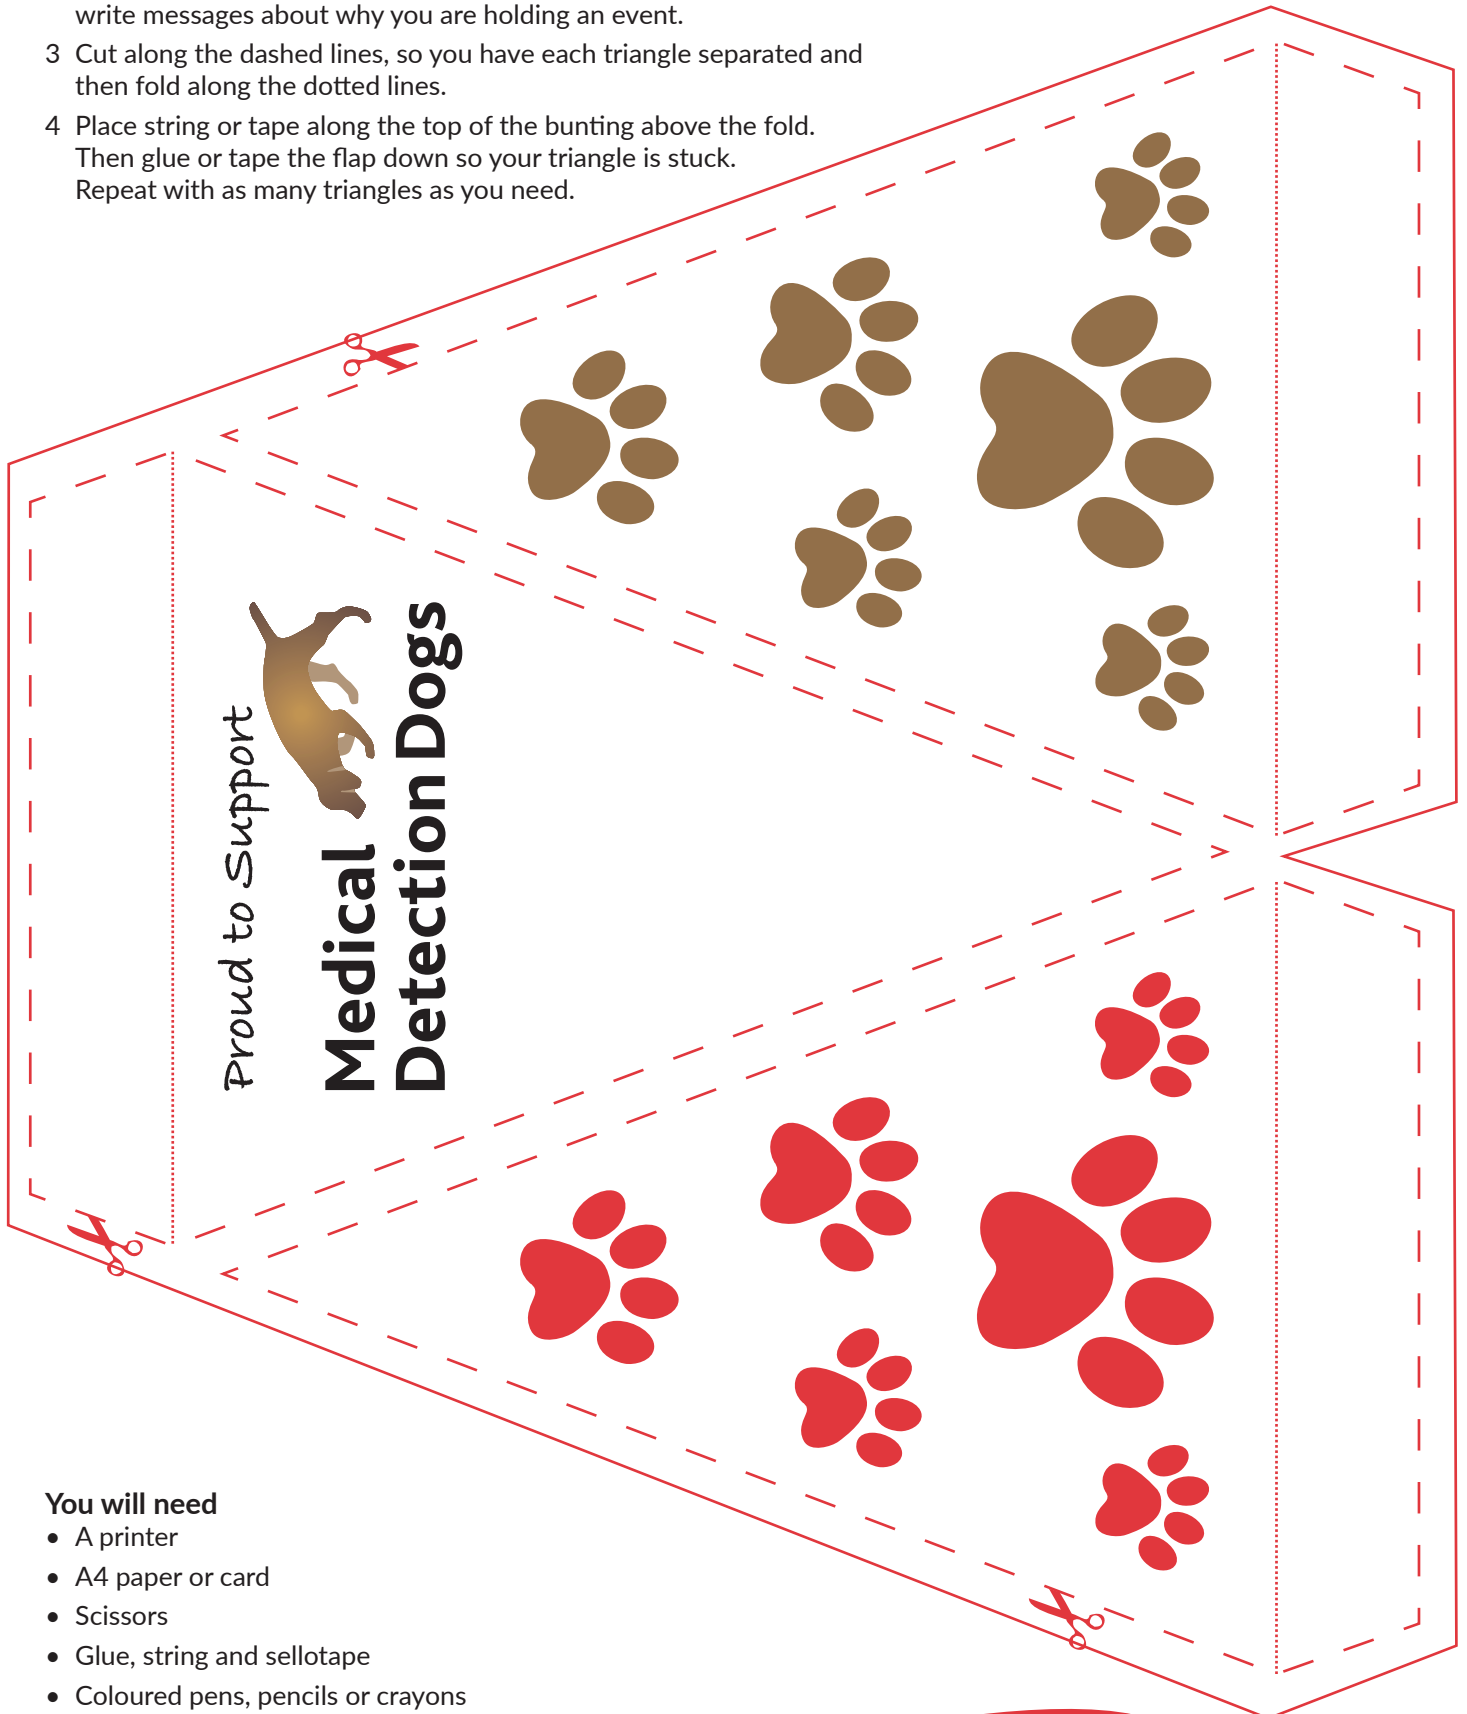 write messages about why you are holding an event.
3 Cut along the dashed lines, so you have each triangle separated and
then fold along the dotted lines.
4 Place string or tape along the top of the bunting above the fold.
Then glue or tape the flap down so your triangle is stuck.
Repeat with as many triangles as you need.
Proud to Support
Medical
Detection Dogs
You will need
• A printer
• A4 paper or card
• Scissors
• Glue, string and sellotape
• Coloured pens, pencils or crayons